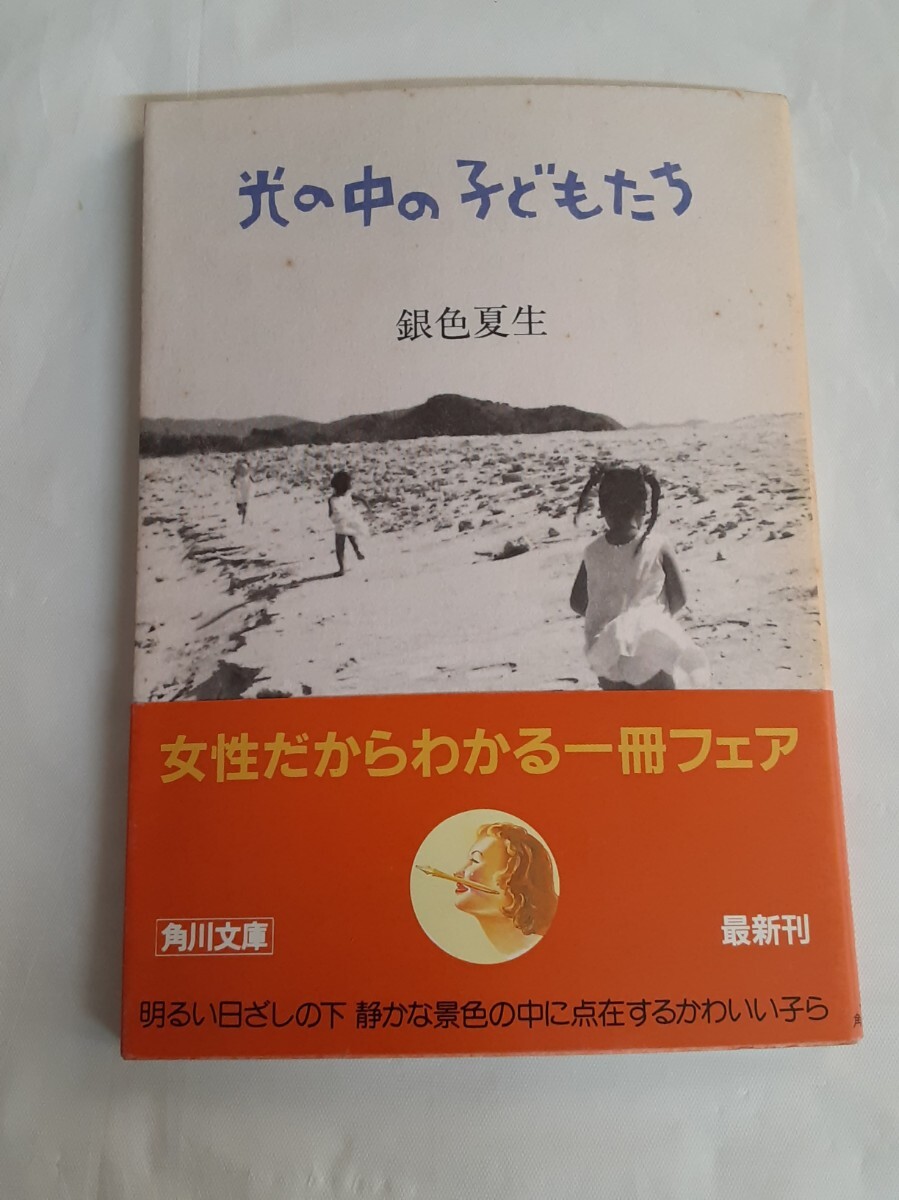 光の中の子どもたち
銀色夏生
女性だからわかる一冊フェア
角川文庫
最新刊
明るい日ざしの下 静かな景色の中に点在するかわいい子ら